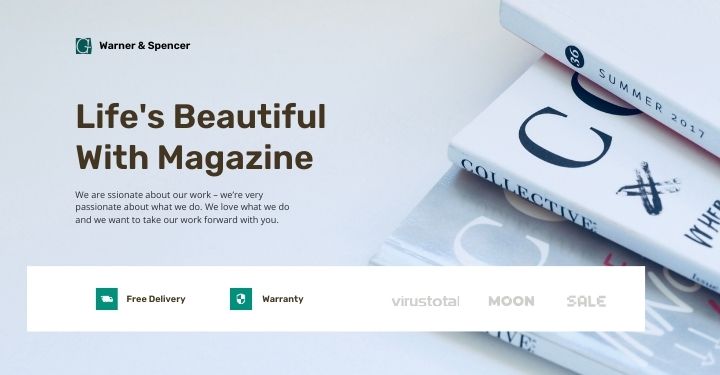 Warner & Spencer
Life's Beautiful
With Magazine
We are ssionate about our work – we're very
passionate about what we do. We love what we do
and we want to take our work forward with you.
36
SUMMER 2017
CO
COLLECTIVE
WHER
Issue
C
Free Delivery
Warranty
virustotal
MOON
SALE